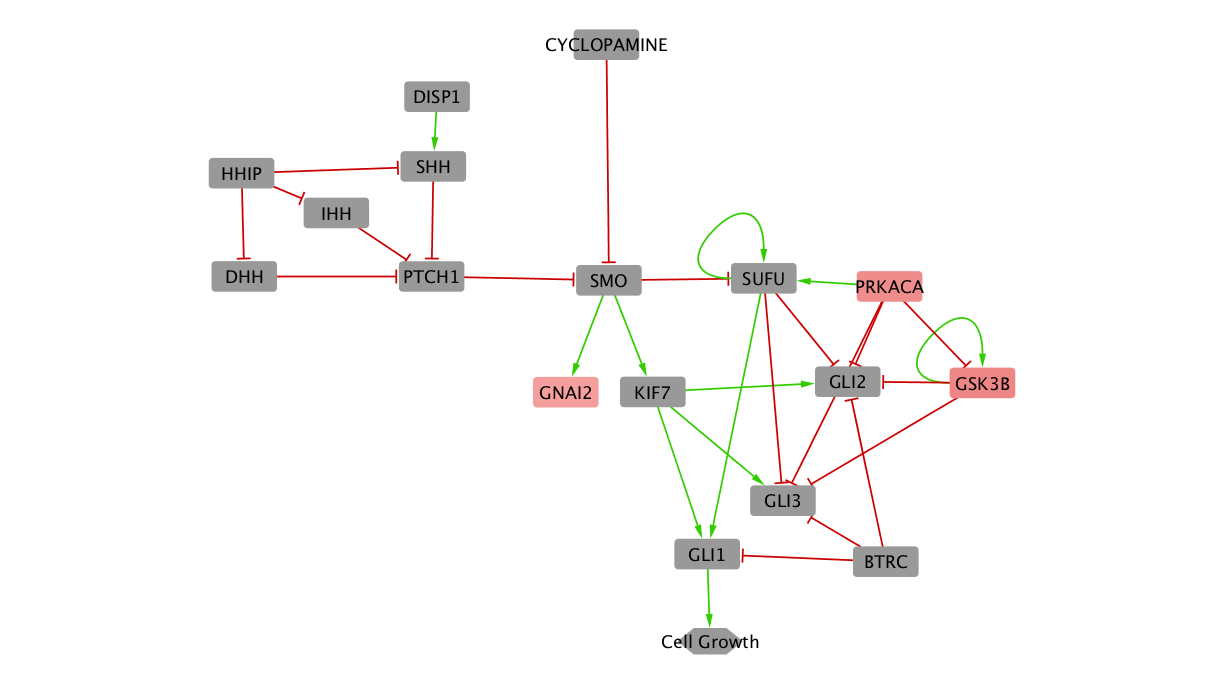 CYCLOPAMINE
DISP1
SHH
HHIP
IHH
DHH
PTCH1
SMO
SUFU
PRKACA
GNAI2
KIF7
GLI2
GSK3B
GLI3
GLI1
BTRC
Cell Growth